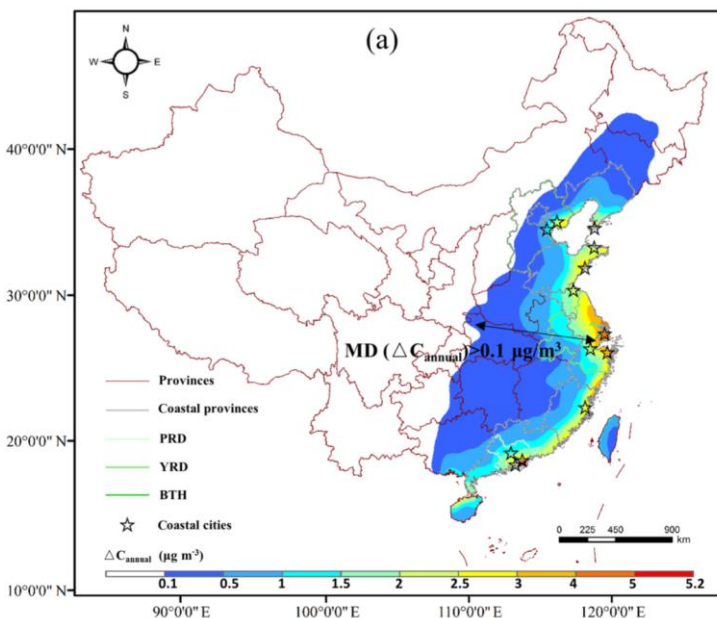 (a)
N
W E
S
40°0'0'' N
30°0'0'' N
20°0'0'' N
10°0'0'' N
MD (△C_annual)>0.1 μg/m³
Provinces
Coastal provinces
PRD
YRD
BTH
Coastal cities
△C_annual (μg m⁻³)
0.1 0.5 1 1.5 2 2.5 3 4 5 5.2
0 225 450 900
km
90°0'0'' E 100°0'0'' E 110°0'0'' E 120°0'0'' E